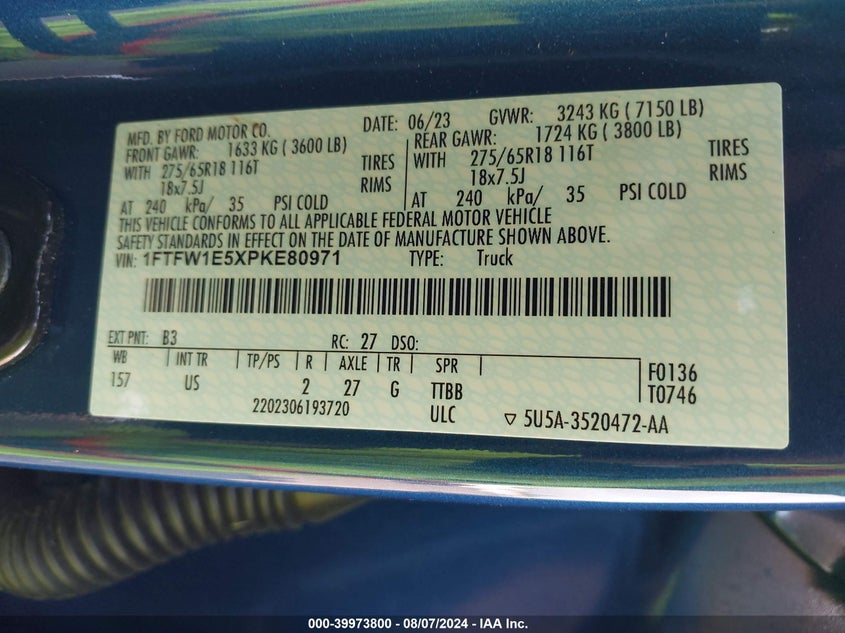 MFD. BY FORD MOTOR CO. DATE: 06/23 GVWR: 3243 KG ( 7150 LB)
FRONT GAWR: 1633 KG ( 3600 LB) REAR GAWR: 1724 KG ( 3800 LB)
WITH 275/65R18 116T TIRES WITH 275/65R18 116T TIRES
18x7.5J RIMS 18x7.5J RIMS
AT 240 kPa/ 35 PSI COLD AT 240 kPa/ 35 PSI COLD
THIS VEHICLE CONFORMS TO ALL APPLICABLE FEDERAL MOTOR VEHICLE
SAFETY STANDARDS IN EFFECT ON THE DATE OF MANUFACTURE SHOWN ABOVE.
VIN: 1FTFW1E5XPKE80971 TYPE: Truck
EXT PNT: B3 RC: 27 DSO:
WB INT TR TP/PS R AXLE TR SPR F0136
157 US 2 27 G TTBB T0746
2202306193720 ULC ▽ 5U5A-3520472-AA
000-39973800 - 08/07/2024 - IAA Inc.